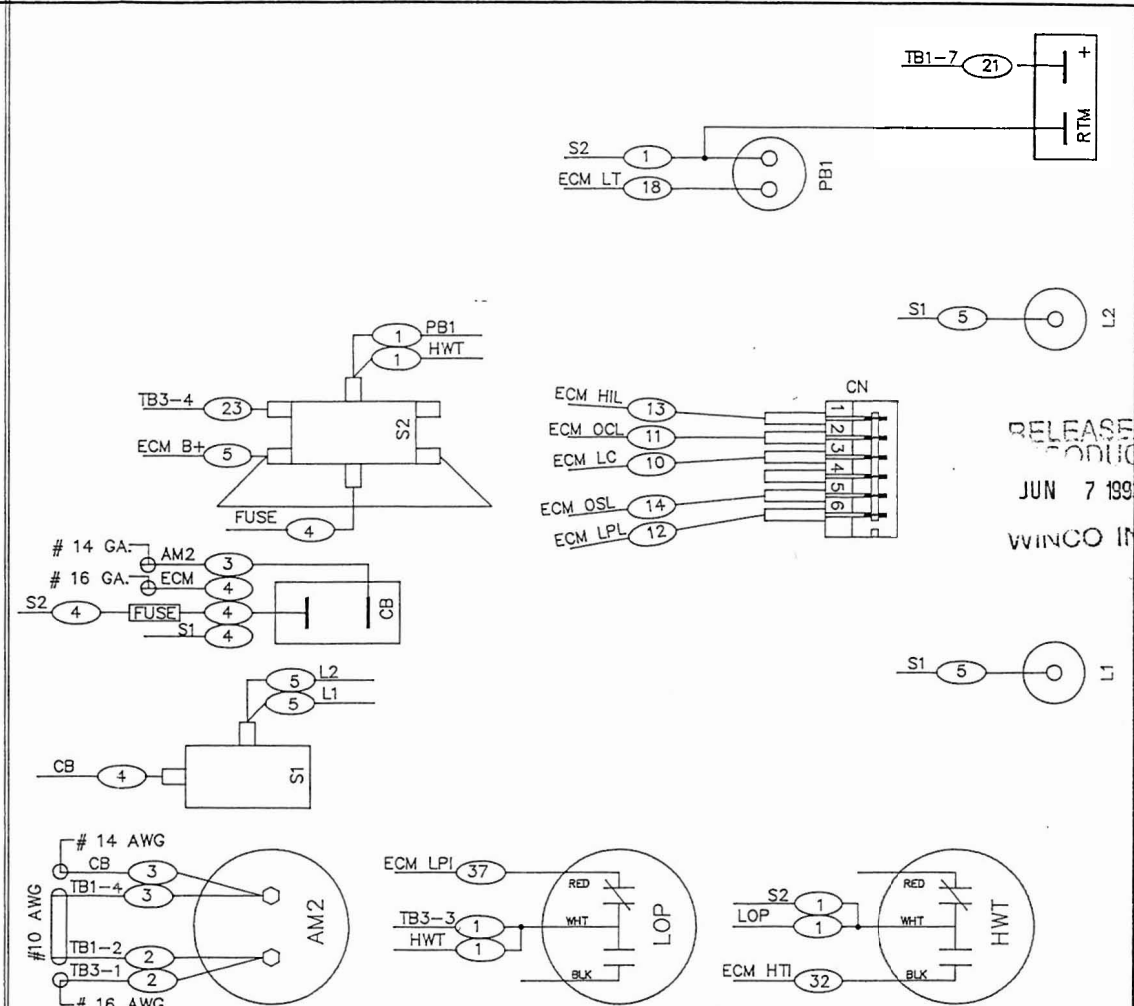 TB1-7 21 +
RTM
S2 1
ECM LT 18
PB1
S1 5
L2
1 PB1
1 HWT
TB3-4 23
ECM B+ 5
S2
FUSE 4
CN
ECM HIL 13 1
ECM OCL 11 2
ECM LC 10 3
4
ECM OSL 14 5
ECM LPL 12 6
JUN 7 199
WINCO IN
# 14 GA. AM2 3
# 16 GA. ECM 4
S2 4 FUSE 4
S1 4
CB
S1 5
L1
5 L2
5 L1
CB 4
S1
# 14 AWG
CB 3
TB1-4 3
#10 AWG
TB1-2 2
TB3-1 2
# 16 AWG
AM2
ECM LPI 37 RED
TB3-3 1 WHT
HWT 1
BLK
LOP
RED
S2 1
LOP 1 WHT
ECM HTI 32 BLK
HWT